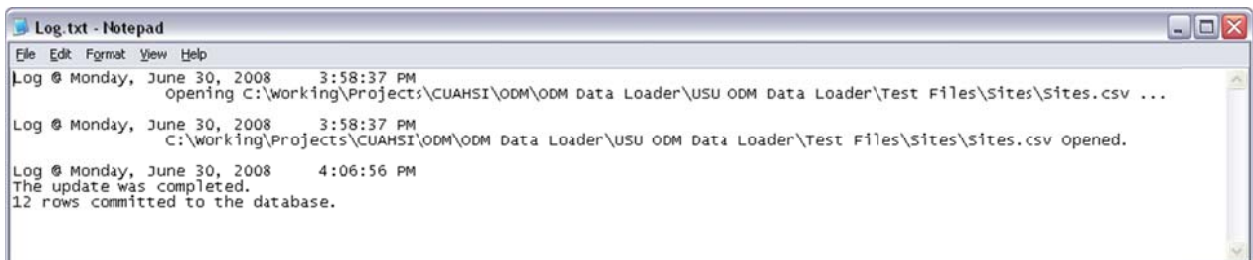 Log.txt - Notepad
File Edit Format View Help
Log @ Monday, June 30, 2008 3:58:37 PM
Opening C:\Working\Projects\CUAHSI\ODM\ODM Data Loader\USU ODM Data Loader\Test Files\Sites\Sites.csv ...
Log @ Monday, June 30, 2008 3:58:37 PM
C:\Working\Projects\CUAHSI\ODM\ODM Data Loader\USU ODM Data Loader\Test Files\Sites\Sites.csv Opened.
Log @ Monday, June 30, 2008 4:06:56 PM
The update was completed.
12 rows committed to the database.